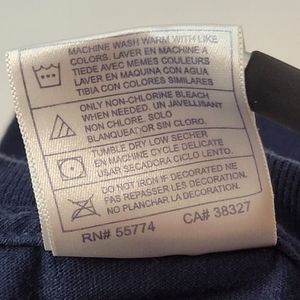 MACHINE WASH WARM WITH LIKE
COLORS. LAVER EN MACHINE A
TIEDE AVEC MEMES COULEURS
LAVAR EN MAQUINA CON AGUA
TIBIA CON COLORES SIMILARES
ONLY NON-CHLORINE BLEACH
WHEN NEEDED. UN JAVELLISANT
NON CHLORE. SOLO
BLANQUEADOR SIN CLORO.
TUMBLE DRY LOW SECHER
EN MACHINE CYCLE DELICATE
USAR SECADORA CICLO LENTO
DO NOT IRON IF DECORATED.
NE PAS REPASSER LES DECORATION.
NO PLANCHAR LA DECORATION.
RN# 55774 CA# 38327